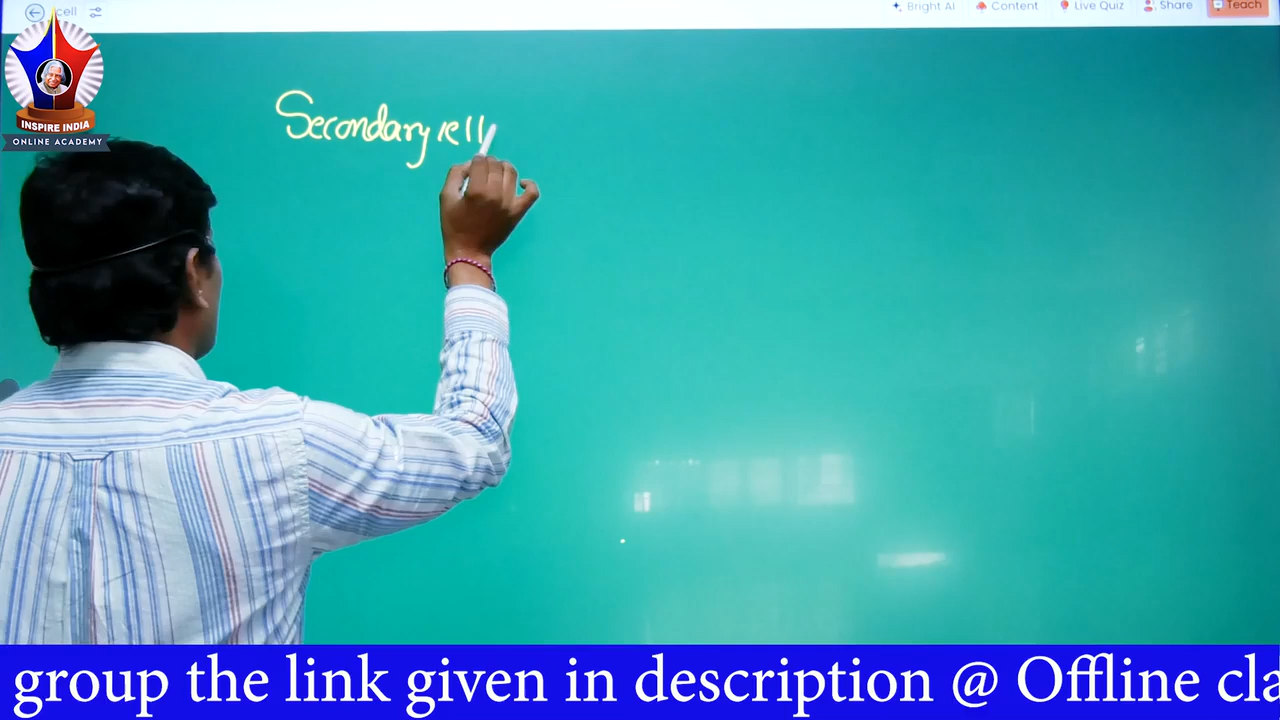 cell
Bright AI
Content
Live Quiz
Share
Teach
INSPIRE INDIA
ONLINE ACADEMY
Secondary cell
group the link given in description @ Offline cla